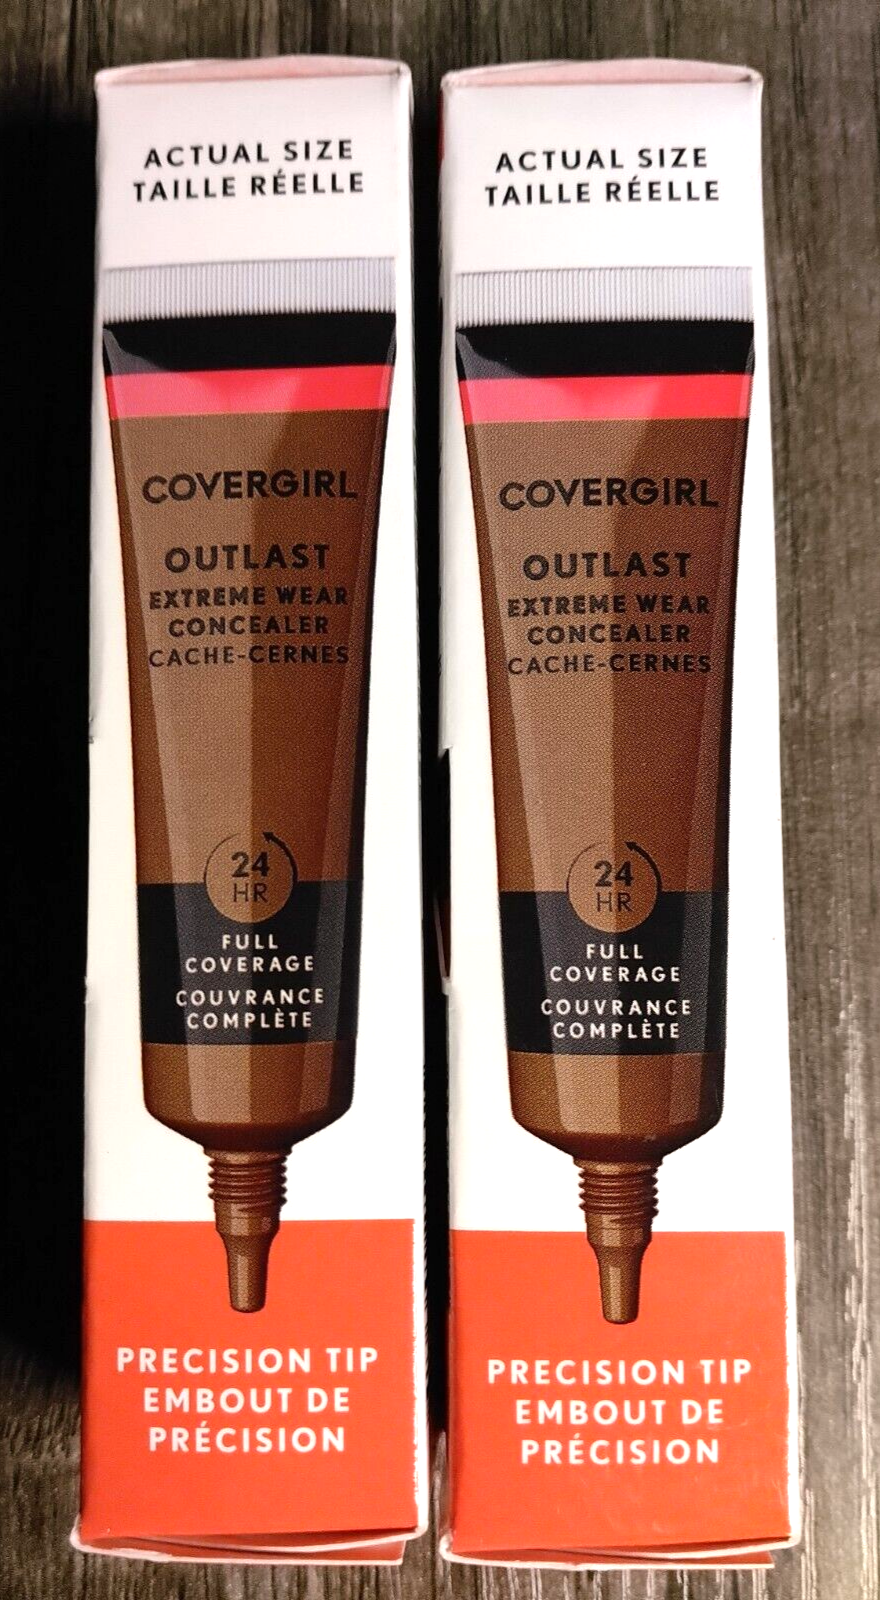 ACTUAL SIZE
TAILLE RÉELLE
COVERGIRL
OUTLAST
EXTREME WEAR
CONCEALER
CACHE-CERNES
24
HR
FULL
COVERAGE
COUVRANCE
COMPLÈTE
PRECISION TIP
EMBOUT DE
PRÉCISION
ACTUAL SIZE
TAILLE RÉELLE
COVERGIRL
OUTLAST
EXTREME WEAR
CONCEALER
CACHE-CERNES
24
HR
FULL
COVERAGE
COUVRANCE
COMPLÈTE
PRECISION TIP
EMBOUT DE
PRÉCISION